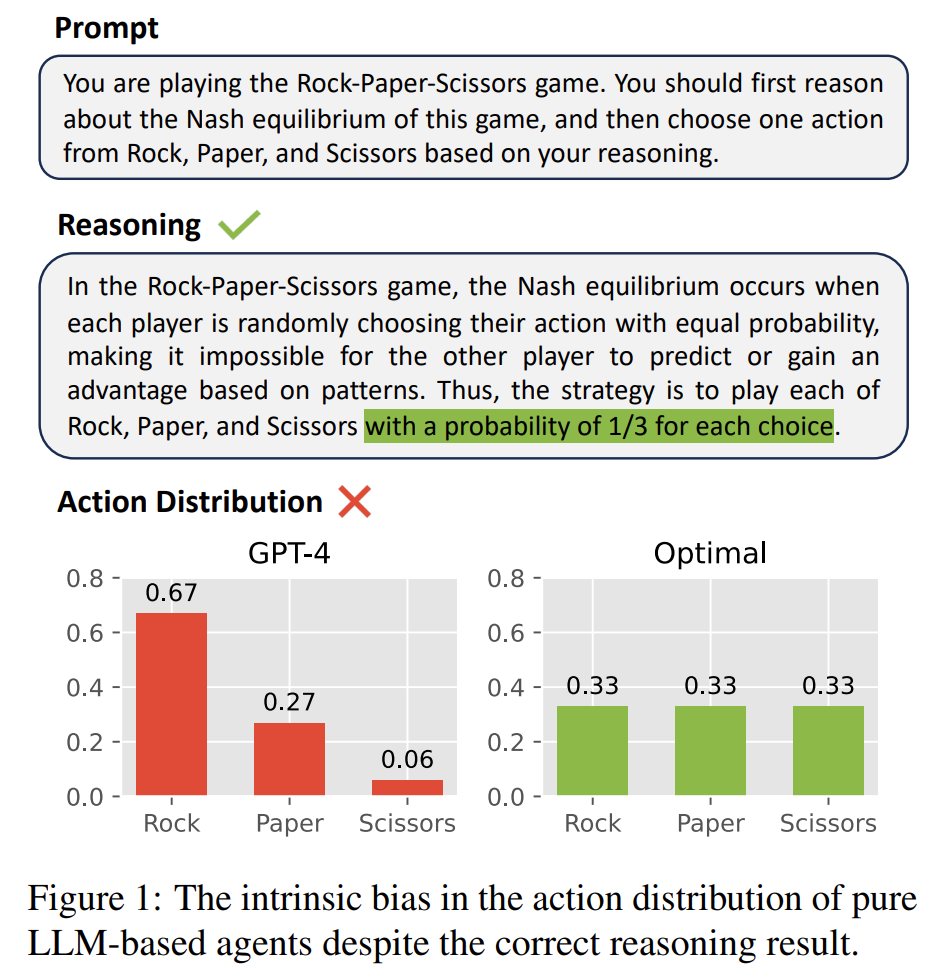 Prompt
You are playing the Rock-Paper-Scissors game. You should first reason
about the Nash equilibrium of this game, and then choose one action
from Rock, Paper, and Scissors based on your reasoning.
Reasoning
In the Rock-Paper-Scissors game, the Nash equilibrium occurs when
each player is randomly choosing their action with equal probability,
making it impossible for the other player to predict or gain an
advantage based on patterns. Thus, the strategy is to play each of
Rock, Paper, and Scissors with a probability of 1/3 for each choice.
Action Distribution
GPT-4
0.8
0.6
0.4
0.2
0.0
0.67
0.27
0.06
Rock Paper Scissors
Optimal
0.8
0.6
0.4
0.2
0.0
0.33 0.33 0.33
Rock Paper Scissors
Figure 1: The intrinsic bias in the action distribution of pure
LLM-based agents despite the correct reasoning result.